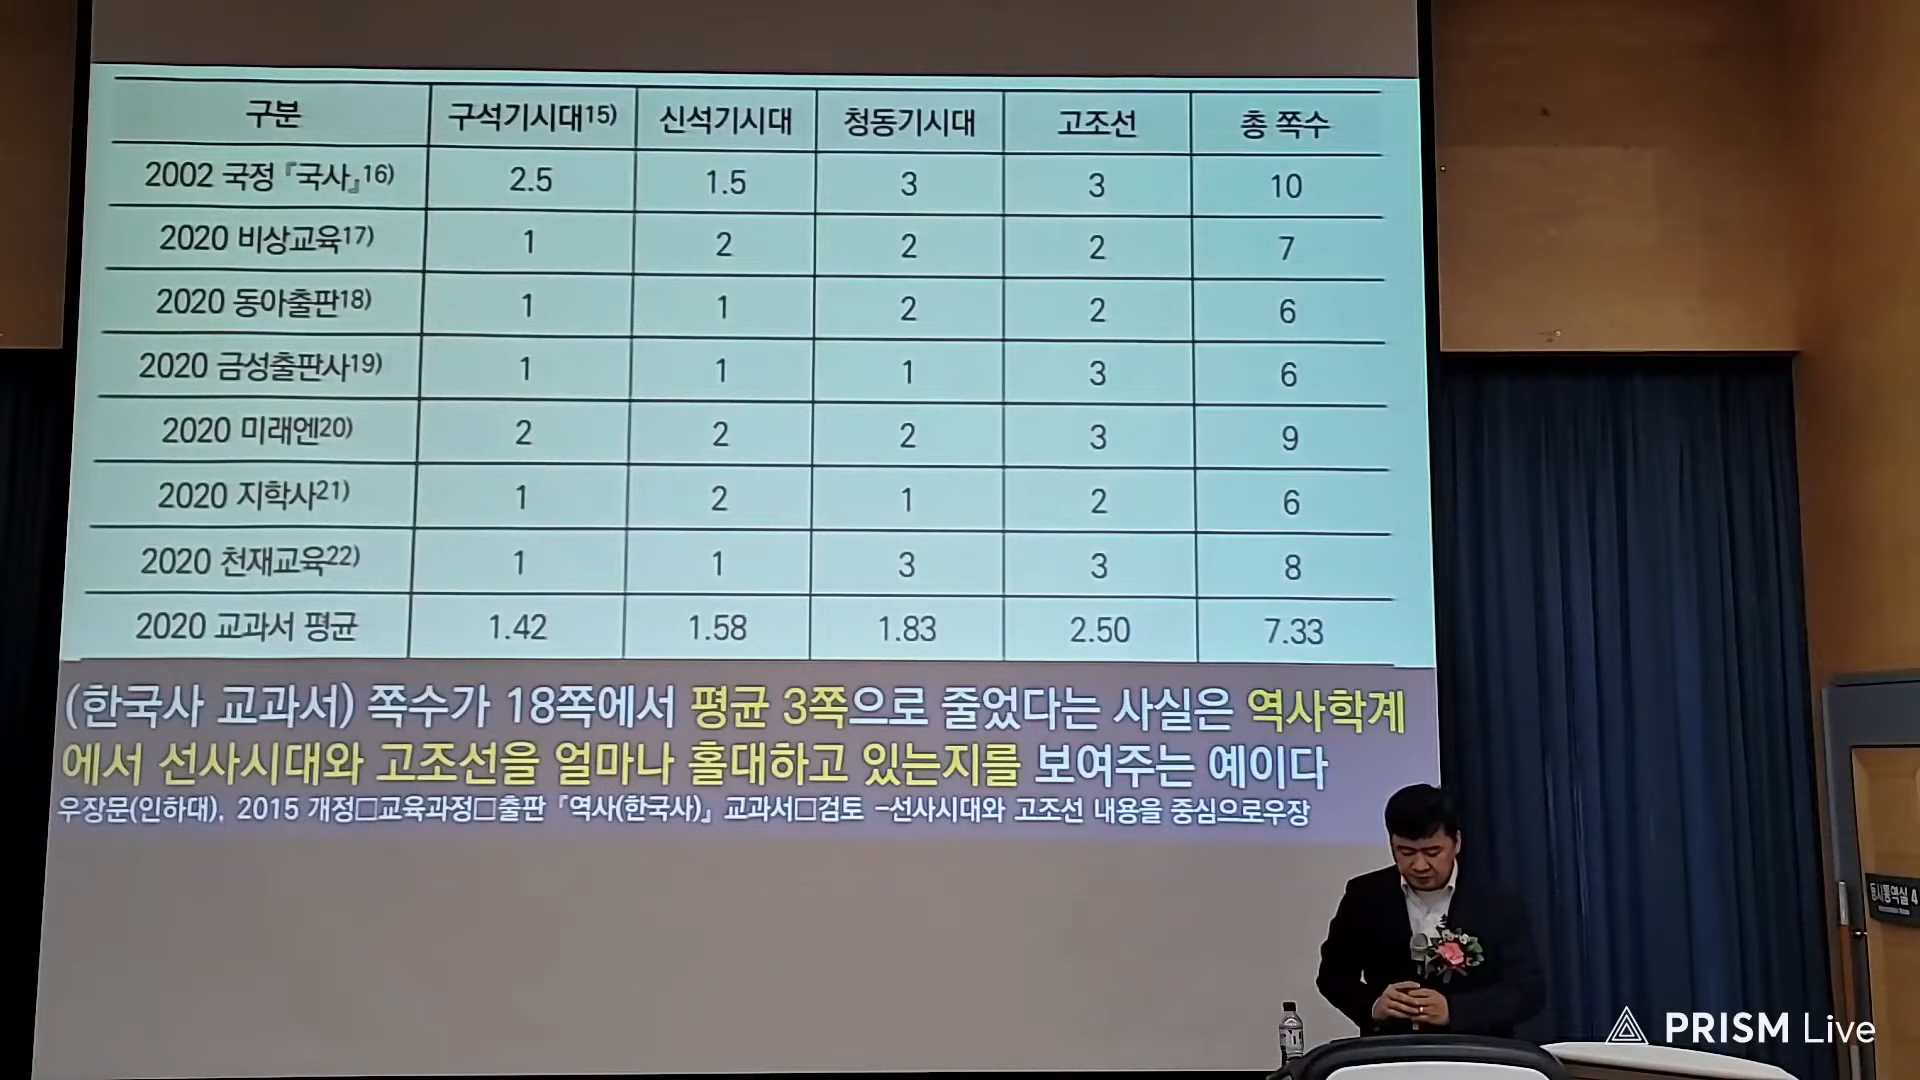 구분 구석기시대15) 신석기시대 청동기시대 고조선 총 쪽수
2002 국정 『국사』16) 2.5 1.5 3 3 10
2020 비상교육17) 1 2 2 2 7
2020 동아출판18) 1 1 2 2 6
2020 금성출판사19) 1 1 1 3 6
2020 미래엔20) 2 2 2 3 9
2020 지학사21) 1 2 1 2 6
2020 천재교육22) 1 1 3 3 8
2020 교과서 평균 1.42 1.58 1.83 2.50 7.33
(한국사 교과서) 쪽수가 18쪽에서 평균 3쪽으로 줄었다는 사실은 역사학계
에서 선사시대와 고조선을 얼마나 홀대하고 있는지를 보여주는 예이다
우장문(인하대), 2015 개정□교육과정□출판 『역사(한국사)』 교과서□검토 -선사시대와 고조선 내용을 중심으로우장
동시통역실 4
PRISM Live